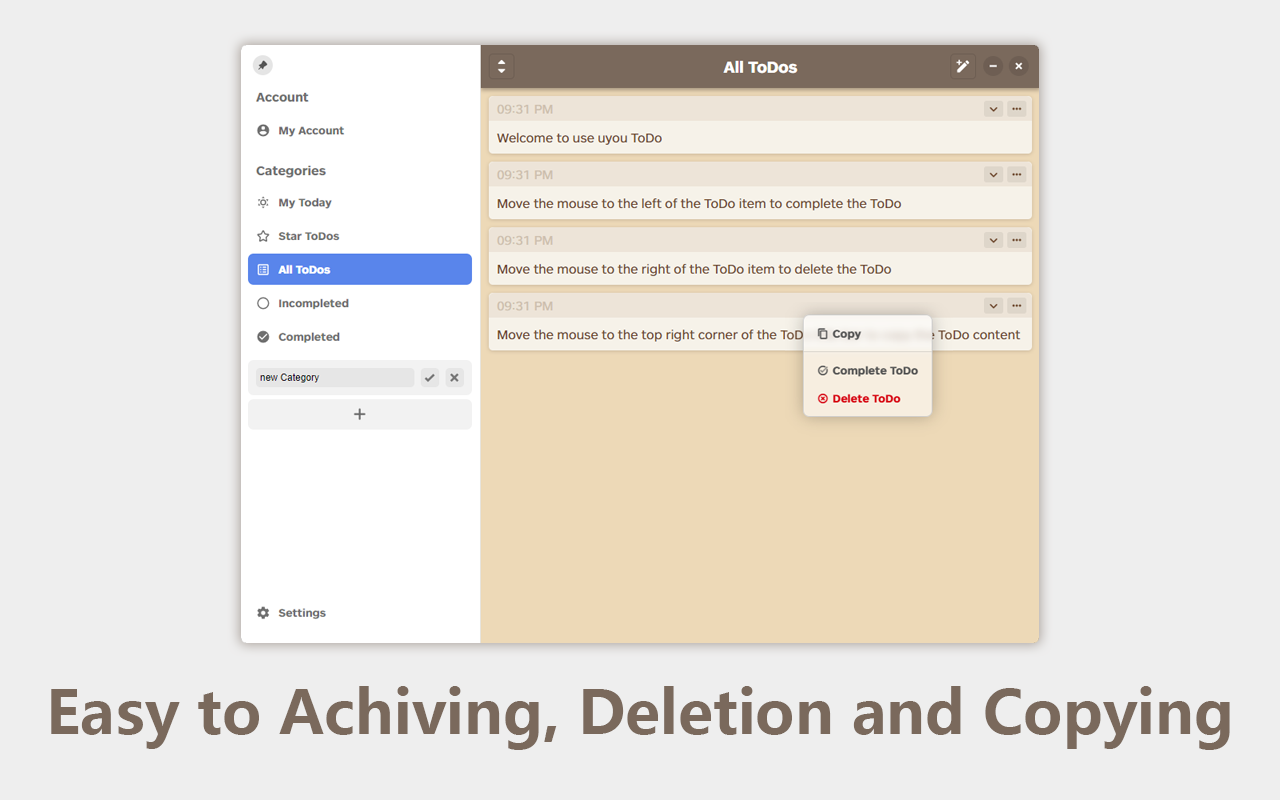 Account
My Account
Categories
My Today
Star ToDos
All ToDos
Incompleted
Completed
new Category
Settings
All ToDos
09:31 PM
Welcome to use uyou ToDo
09:31 PM
Move the mouse to the left of the ToDo item to complete the ToDo
09:31 PM
Move the mouse to the right of the ToDo item to delete the ToDo
09:31 PM
Move the mouse to the top right corner of the ToD ToDo content
Copy
Complete ToDo
Delete ToDo
Easy to Achiving, Deletion and Copying